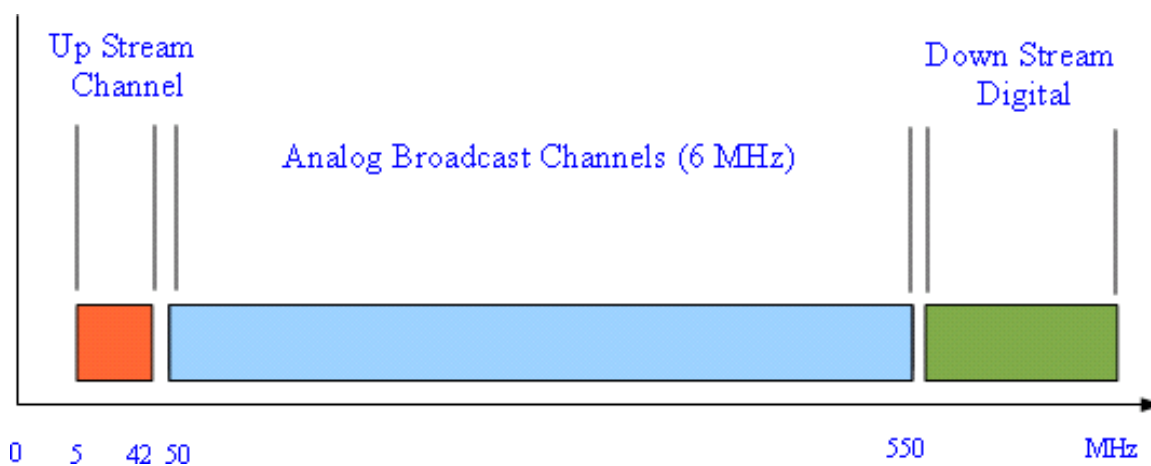 Up Stream
Channel
Down Stream
Digital
Analog Broadcast Channels (6 MHz)
0 5 42 50 550 MHz